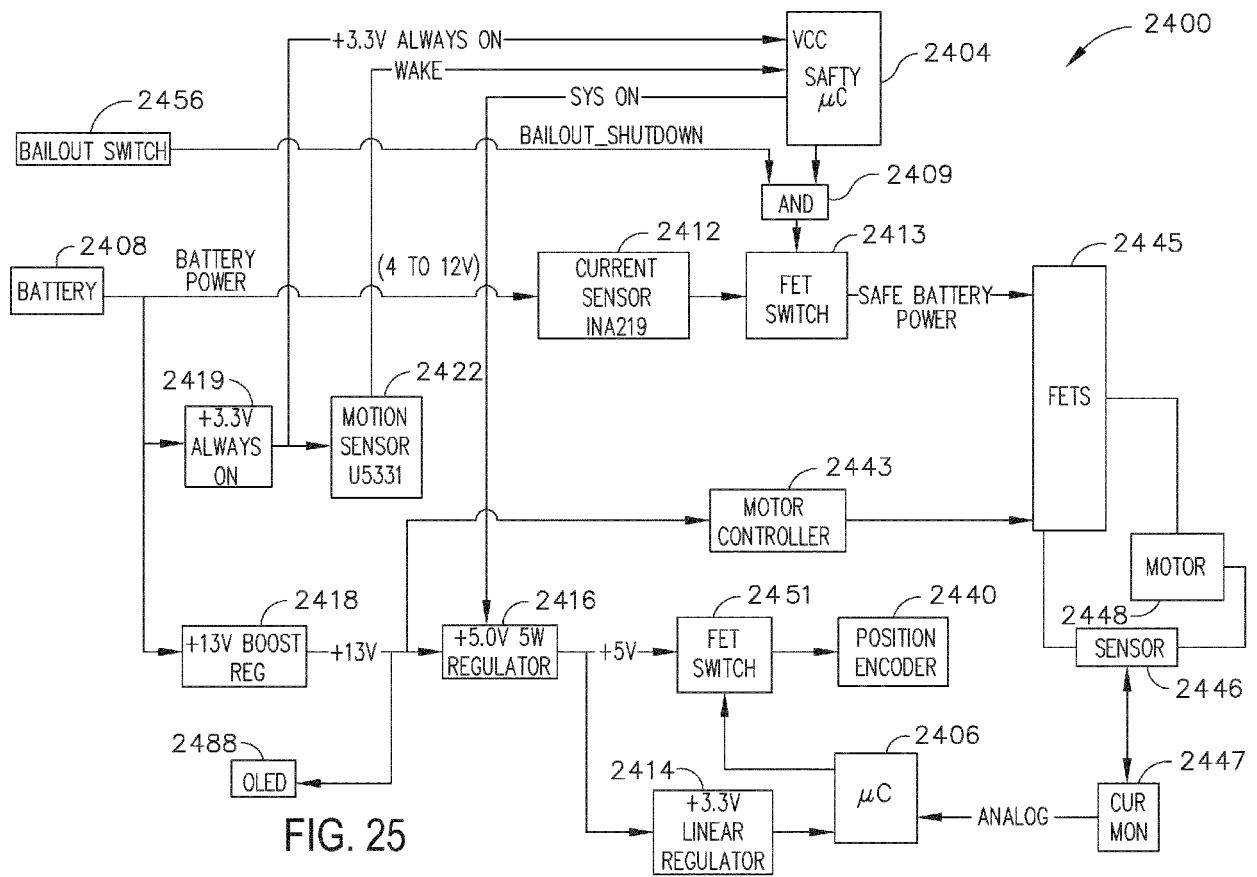 +3.3V ALWAYS ON
VCC
SAFTY
μC
2404
2400
WAKE
SYS ON
2456
BAILOUT SWITCH
BAILOUT_SHUTDOWN
2409
AND
2408
BATTERY
BATTERY
POWER
(4 TO 12V)
2412
CURRENT
SENSOR
INA219
2413
FET
SWITCH
SAFE BATTERY
POWER
2445
FETS
2419
+3.3V
ALWAYS
ON
2422
MOTION
SENSOR
U5331
2443
MOTOR
CONTROLLER
MOTOR
2448
2418
+13V BOOST
REG
+13V
2416
+5.0V 5W
REGULATOR
+5V
2451
FET
SWITCH
2440
POSITION
ENCODER
SENSOR
2446
2488
OLED
2414
+3.3V
LINEAR
REGULATOR
2406
μC
ANALOG
2447
CUR
MON
FIG. 25